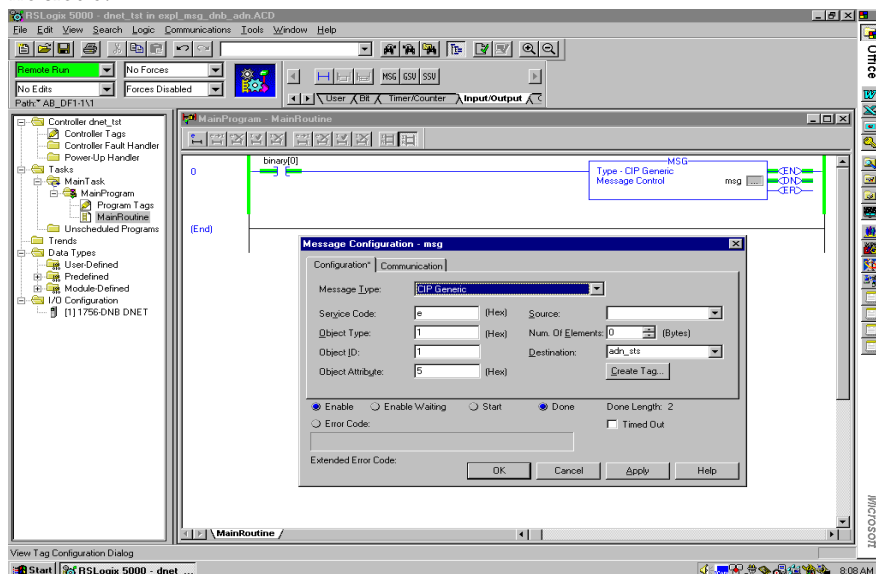 RSLogix 5000 - dnet_tst in expl_msg_dnb_adn.ACD
File Edit View Search Logic Communications Tools Window Help
Remote Run
No Forces
No Edits
Forces Disabled
Path:* AB_DF1-1\1
MSG GSV SSV
User Bit Timer/Counter Input/Output
Controller dnet_tst
Controller Tags
Controller Fault Handler
Power-Up Handler
Tasks
MainTask
MainProgram
Program Tags
MainRoutine
Unscheduled Programs
Trends
Data Types
User-Defined
Predefined
Module-Defined
I/O Configuration
[1] 1756-DNB DNET
MainProgram - MainRoutine
0
binary[0]
MSG
Type - CIP Generic
Message Control msg ...
EN
DN
ER
(End)
Message Configuration - msg
Configuration* Communication
Message Type: CIP Generic
Service Code: e (Hex) Source:
Object Type: 1 (Hex) Num. Of Elements: 0 (Bytes)
Object ID: 1 Destination: adn_sts
Object Attribute: 5 (Hex) Create Tag...
Enable Enable Waiting Start Done Done Length: 2
Error Code: Timed Out
Extended Error Code:
OK Cancel Apply Help
MainRoutine
View Tag Configuration Dialog
Start RSLogix 5000 - dnet ... 8:08 AM
Office
Microsoft